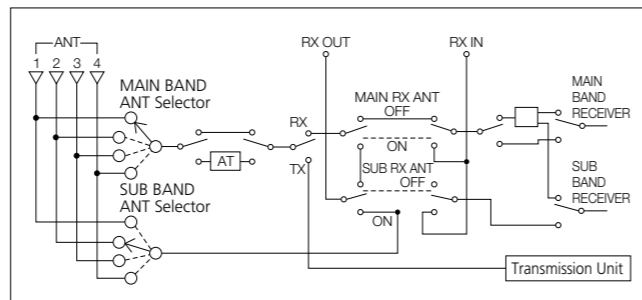 ANT
1 2 3 4
RX OUT
RX IN
MAIN BAND
ANT Selector
MAIN RX ANT
OFF
ON
RX
TX
AT
SUB RX ANT
OFF
ON
MAIN
BAND
RECEIVER
SUB BAND
ANT Selector
SUB
BAND
RECEIVER
Transmission Unit